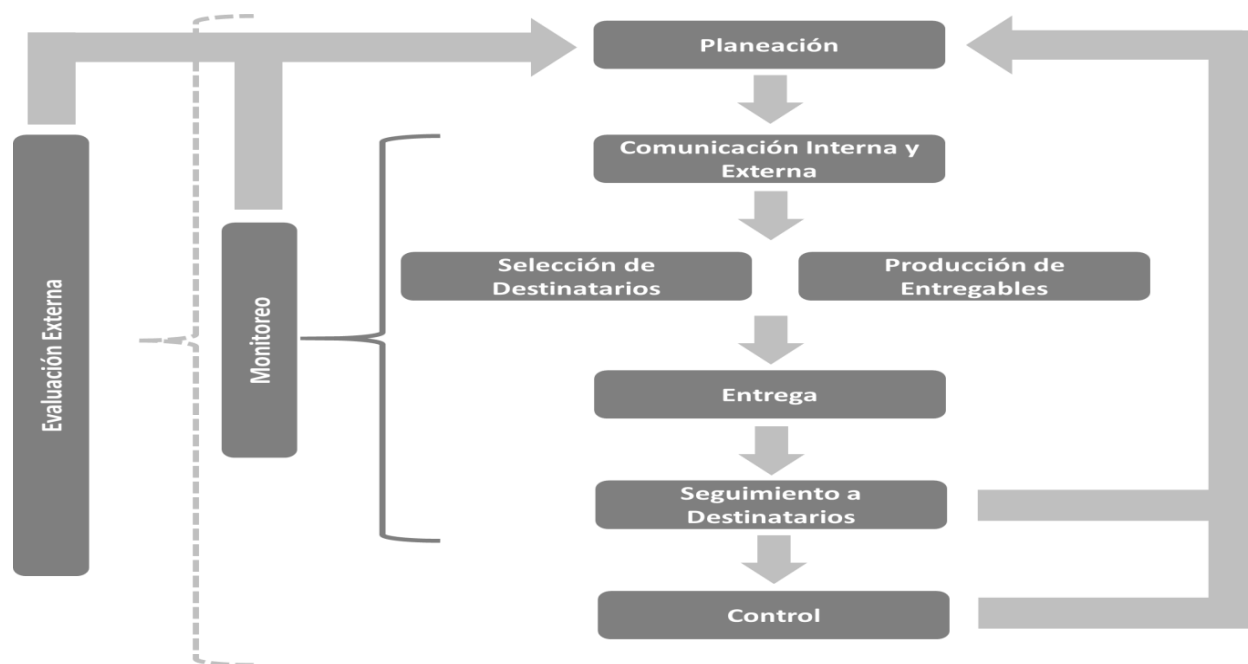 Planeación
Comunicación Interna y
Externa
Selección de
Destinatarios
Producción de
Entregables
Entrega
Seguimiento a
Destinatarios
Control
Monitoreo
Evaluación Externa